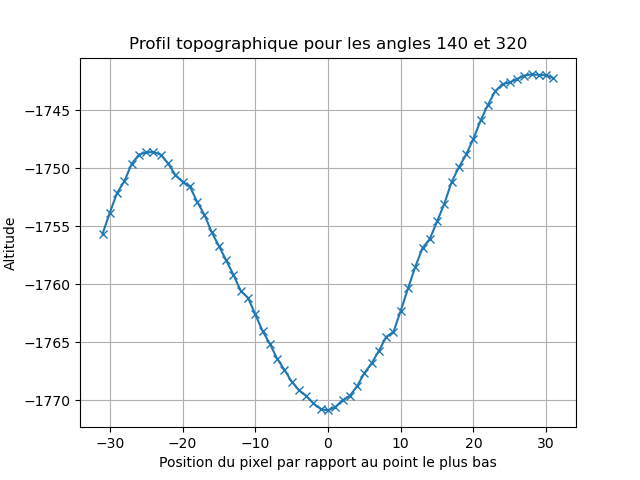 Profil topographique pour les angles 140 et 320
Altitude
−1745
−1750
−1755
−1760
−1765
−1770
−30 −20 −10 0 10 20 30
Position du pixel par rapport au point le plus bas